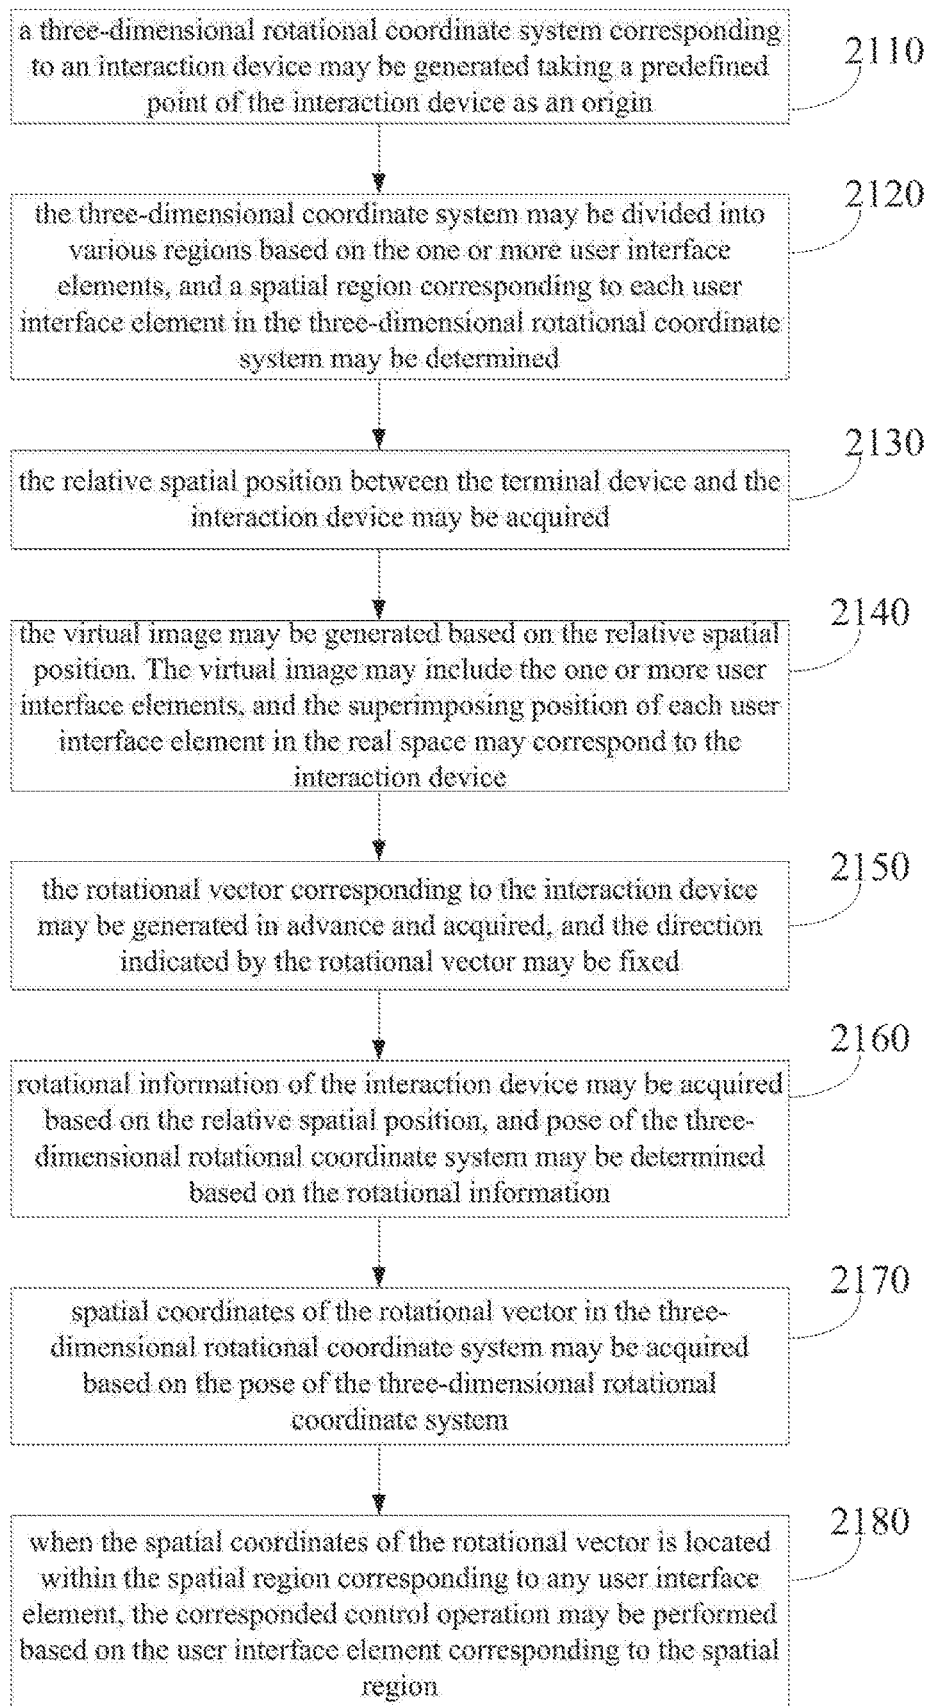 a three-dimensional rotational coordinate system corresponding
to an interaction device may be generated taking a predefined
point of the interaction device as an origin
2110
the three-dimensional coordinate system may be divided into
various regions based on the one or more user interface
elements, and a spatial region corresponding to each user
interface element in the three-dimensional rotational coordinate
system may be determined
2120
the relative spatial position between the terminal device and the
interaction device may be acquired
2130
the virtual image may be generated based on the relative spatial
position. The virtual image may include the one or more user
interface elements, and the superimposing position of each user
interface element in the real space may correspond to the
interaction device
2140
the rotational vector corresponding to the interaction device
may be generated in advance and acquired, and the direction
indicated by the rotational vector may be fixed
2150
rotational information of the interaction device may be acquired
based on the relative spatial position, and pose of the three-
dimensional rotational coordinate system may be determined
based on the rotational information
2160
spatial coordinates of the rotational vector in the three-
dimensional rotational coordinate system may be acquired
based on the pose of the three-dimensional rotational
coordinate system
2170
when the spatial coordinates of the rotational vector is located
within the spatial region corresponding to any user interface
element, the corresponded control operation may be performed
based on the user interface element corresponding to the spatial
region
2180